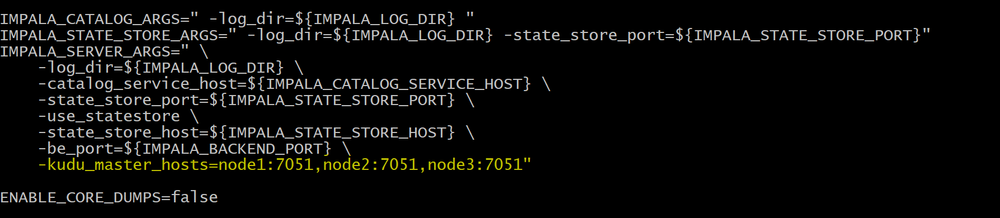 IMPALA_CATALOG_ARGS=" -log_dir=${IMPALA_LOG_DIR} "
IMPALA_STATE_STORE_ARGS=" -log_dir=${IMPALA_LOG_DIR} -state_store_port=${IMPALA_STATE_STORE_PORT}"
IMPALA_SERVER_ARGS=" \
    -log_dir=${IMPALA_LOG_DIR} \
    -catalog_service_host=${IMPALA_CATALOG_SERVICE_HOST} \
    -state_store_port=${IMPALA_STATE_STORE_PORT} \
    -use_statestore \
    -state_store_host=${IMPALA_STATE_STORE_HOST} \
    -be_port=${IMPALA_BACKEND_PORT} \
    -kudu_master_hosts=node1:7051,node2:7051,node3:7051"
ENABLE_CORE_DUMPS=false